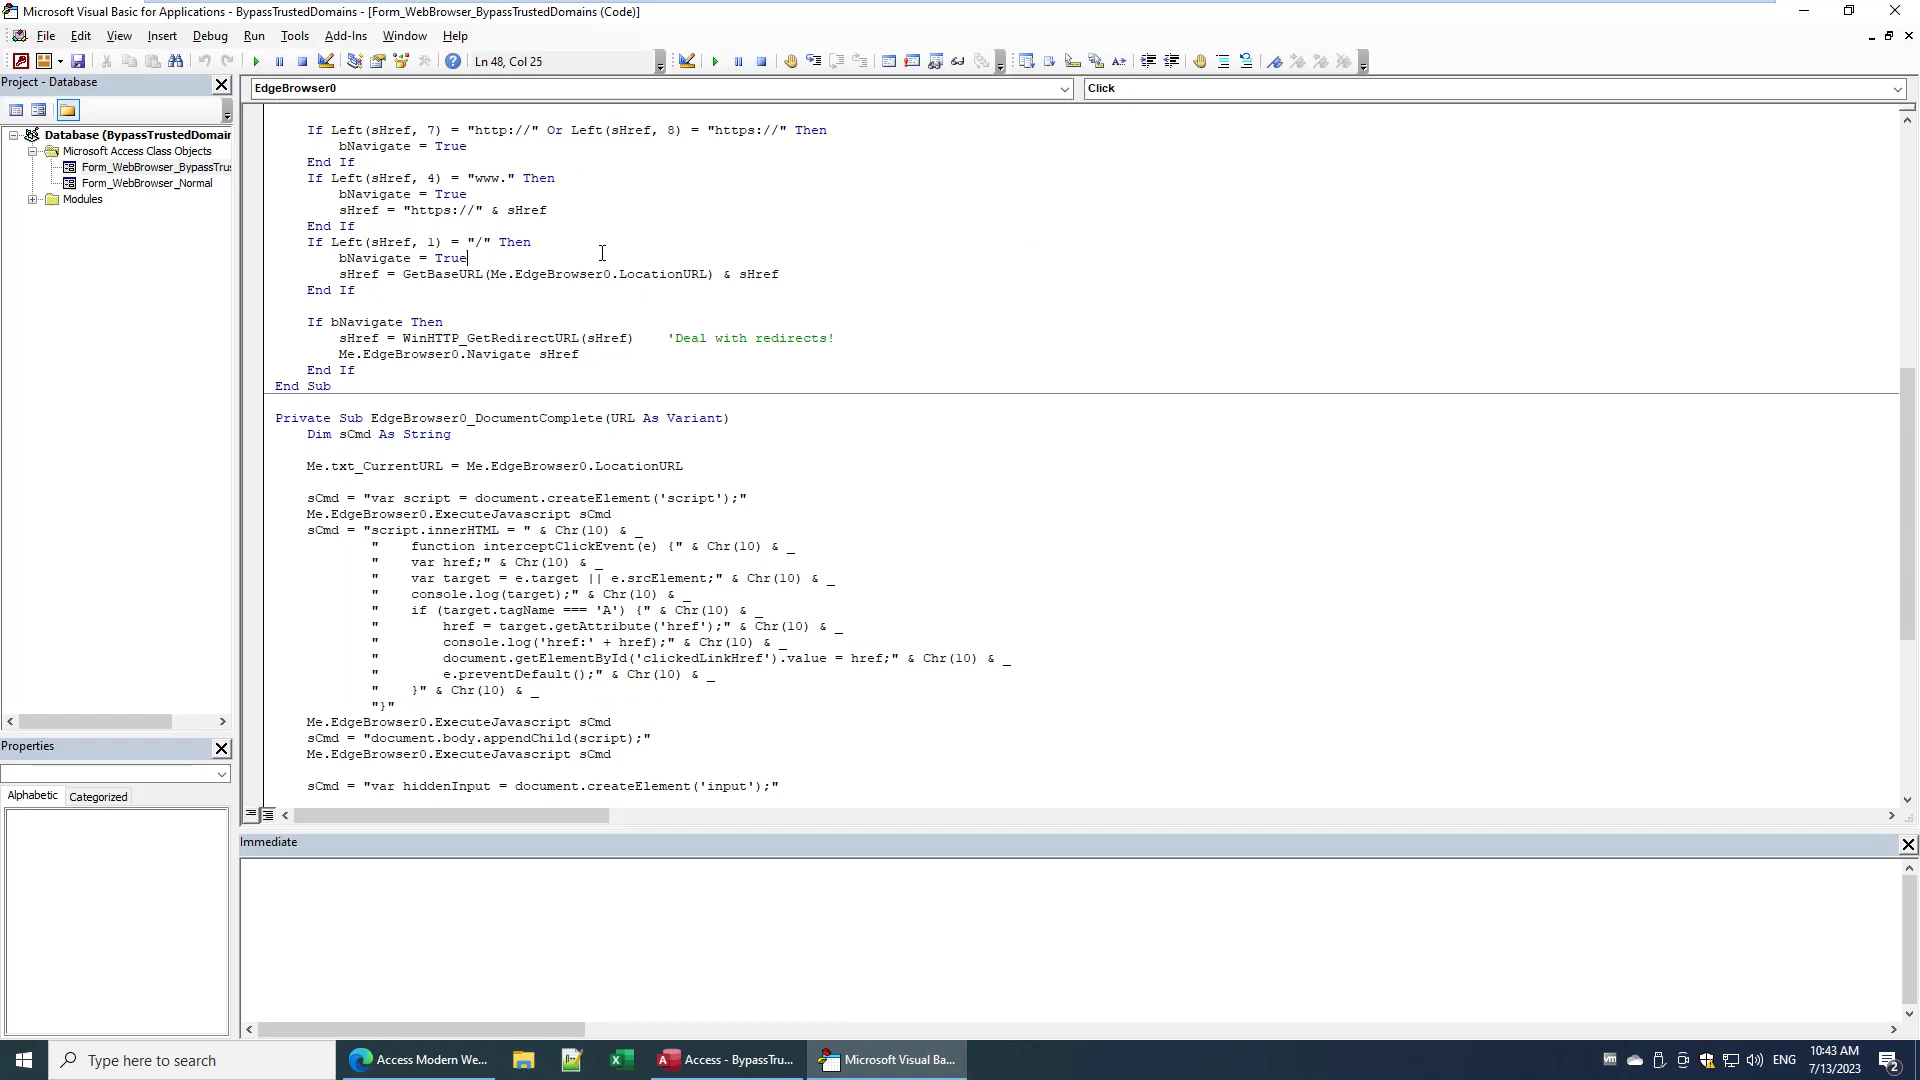 Microsoft Visual Basic for Applications - BypassTrustedDomains - [Form_WebBrowser_BypassTrustedDomains (Code)]
File Edit View Insert Format Debug Run Tools Add-Ins Window Help
Ln 48, Col 25
Project - Database
EdgeBrowser0
Click
Database (BypassTrustedDomain
Microsoft Access Class Objects
Form_WebBrowser_BypassTrus
Form_WebBrowser_Normal
Modules
If Left(sHref, 7) = "http://" Or Left(sHref, 8) = "https://" Then
bNavigate = True
End If
If Left(sHref, 4) = "www." Then
bNavigate = True
sHref = "https://" & sHref
End If
If Left(sHref, 1) = "/" Then
bNavigate = True
sHref = GetBaseURL(Me.EdgeBrowser0.LocationURL) & sHref
End If
If bNavigate Then
sHref = WinHTTP_GetRedirectURL(sHref) 'Deal with redirects!
Me.EdgeBrowser0.Navigate sHref
End If
End Sub
Private Sub EdgeBrowser0_DocumentComplete(URL As Variant)
Dim sCmd As String
Me.txt_CurrentURL = Me.EdgeBrowser0.LocationURL
sCmd = "var script = document.createElement('script');"
Me.EdgeBrowser0.ExecuteJavascript sCmd
sCmd = "script.innerHTML = " & Chr(10) & _
" function interceptClickEvent(e) {" & Chr(10) & _
" var href;" & Chr(10) & _
" var target = e.target || e.srcElement;" & Chr(10) & _
" console.log(target);" & Chr(10) & _
" if (target.tagName === 'A') {" & Chr(10) & _
" href = target.getAttribute('href');" & Chr(10) & _
" console.log('href:' + href);" & Chr(10) & _
" document.getElementById('clickedLinkHref').value = href;" & Chr(10) & _
" e.preventDefault();" & Chr(10) & _
" }" & Chr(10) & _
"}"
Me.EdgeBrowser0.ExecuteJavascript sCmd
sCmd = "document.body.appendChild(script);"
Me.EdgeBrowser0.ExecuteJavascript sCmd
sCmd = "var hiddenInput = document.createElement('input');"
Properties
Alphabetic Categorized
Immediate
Type here to search
Access Modern We...
Access - BypassTru...
Microsoft Visual Ba...
ENG
10:43 AM
7/13/2023
2